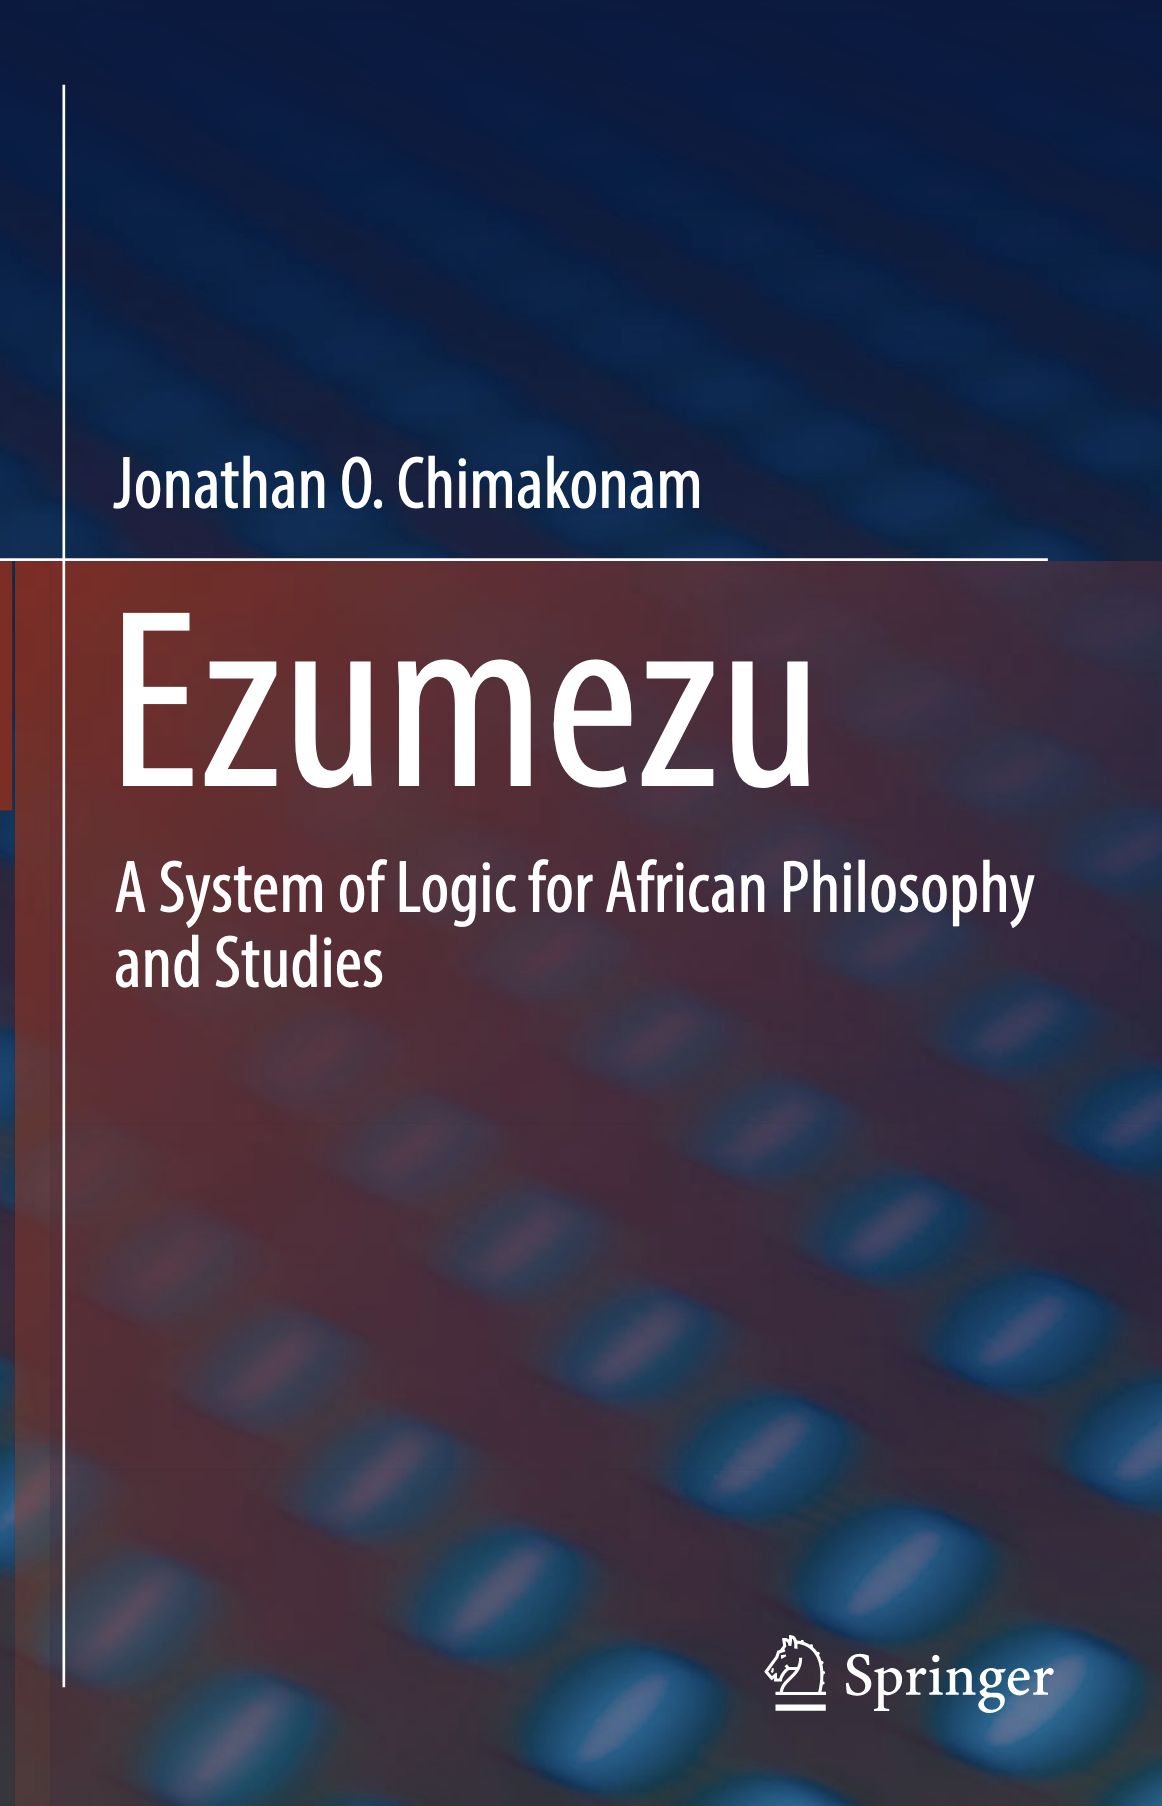 Jonathan O. Chimakonam
Ezumezu
A System of Logic for African Philosophy
and Studies
Springer